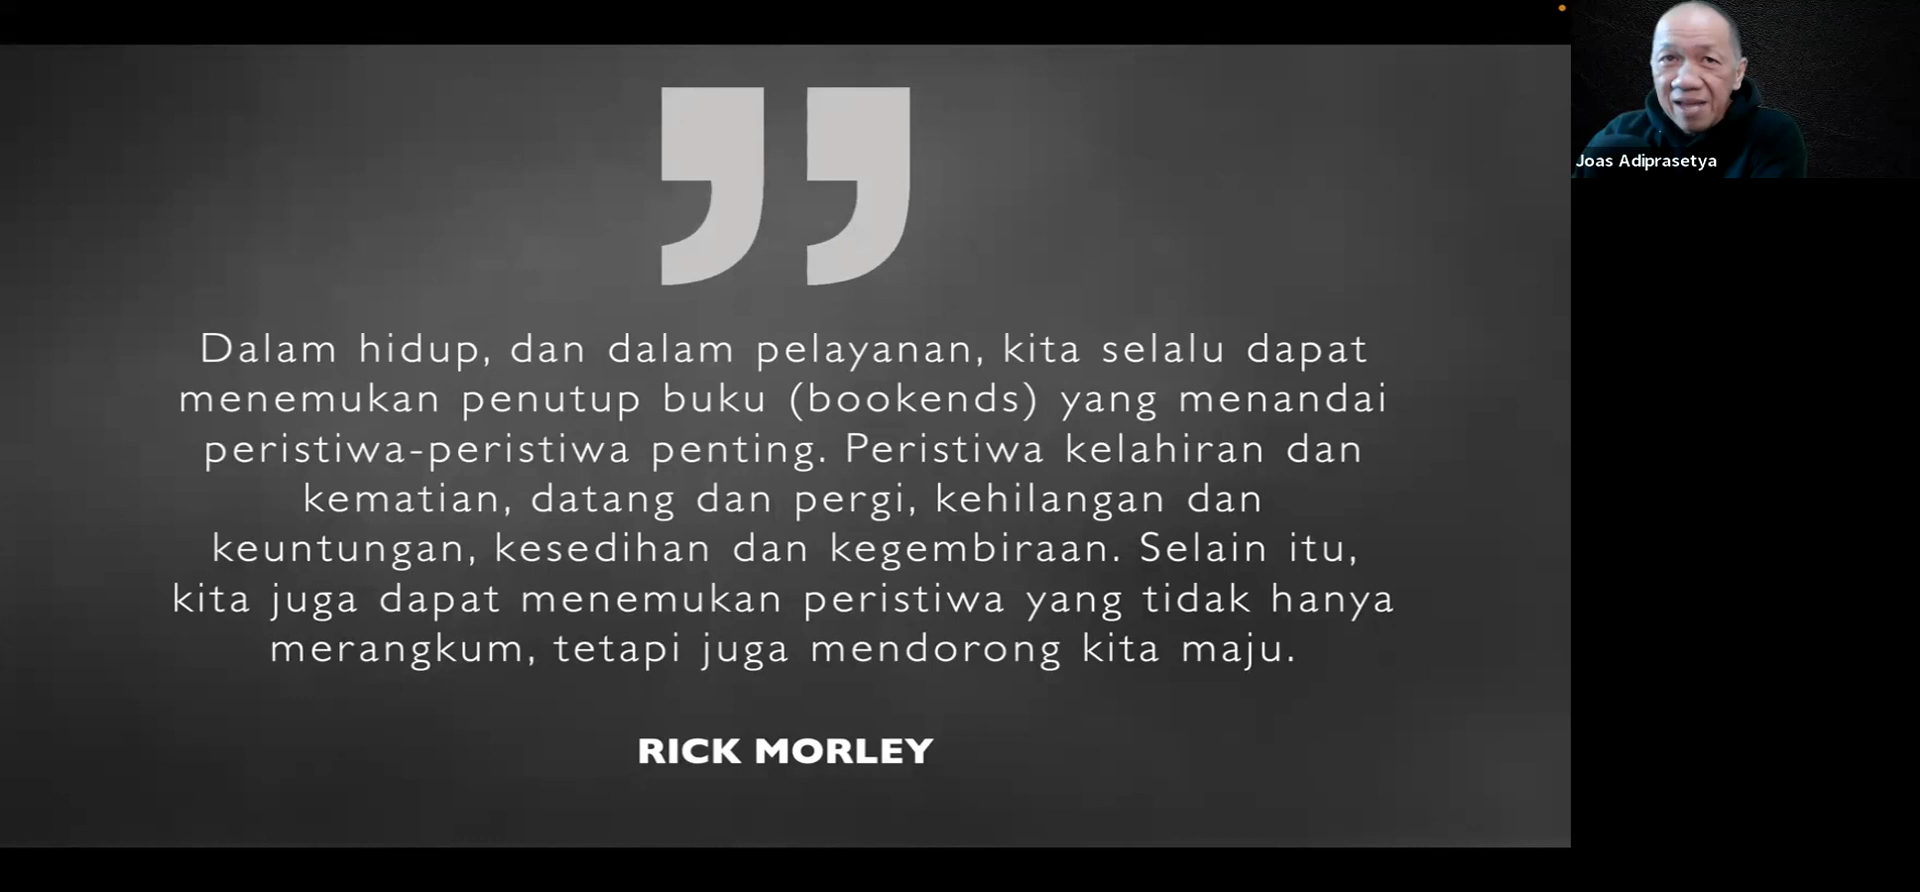 Joas Adiprasetya
Dalam hidup, dan dalam pelayanan, kita selalu dapat
menemukan penutup buku (bookends) yang menandai
peristiwa-peristiwa penting. Peristiwa kelahiran dan
kematian, datang dan pergi, kehilangan dan
keuntungan, kesedihan dan kegembiraan. Selain itu,
kita juga dapat menemukan peristiwa yang tidak hanya
merangkum, tetapi juga mendorong kita maju.
RICK MORLEY